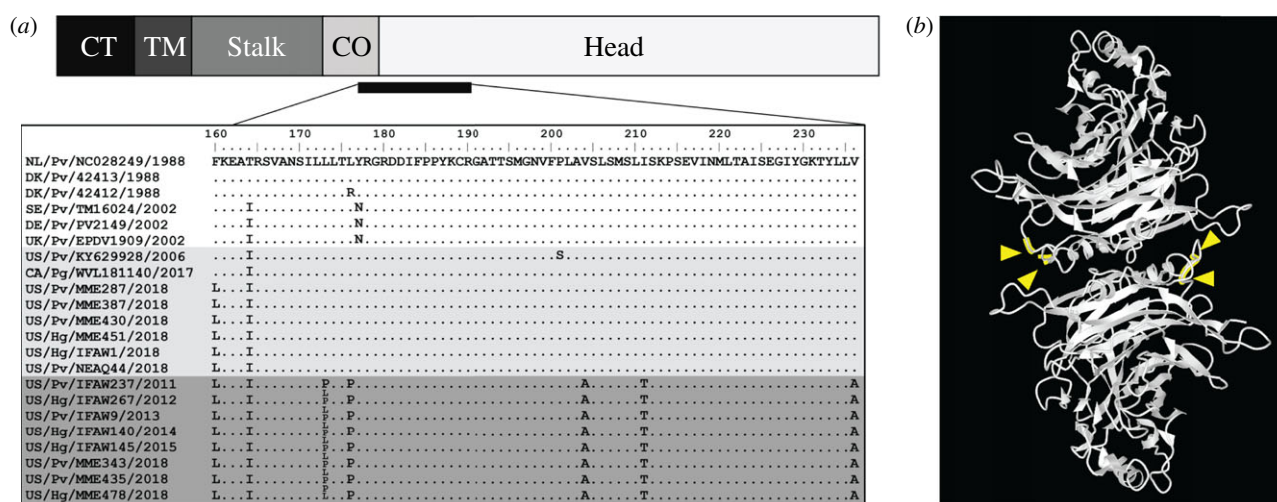 (a)
CT TM Stalk CO Head
160 170 180 190 200 210 220 230
NL/Pv/NC028249/1988 FKEATRSVANSILLLTLYRGRDDIFPPYKCRGATTSMGNVFPLAVSLSMSLISKPSEVINMLTAISEGIYGKTYLLV
DK/Pv/42413/1988 .............................................................................
DK/Pv/42412/1988 ................R............................................................
SE/Pv/TM16024/2002 ....I............N...........................................................
DE/Pv/PV2149/2002 ....I............N...........................................................
UK/Pv/EPDV1909/2002 ....I............N...........................................................
US/Pv/KY629928/2006 ....I....................................S...................................
CA/Pg/WVL181140/2017 ....I........................................................................
US/Pv/MME287/2018 L...I........................................................................
US/Pv/MME387/2018 L...I........................................................................
US/Pv/MME430/2018 L...I........................................................................
US/Hg/MME451/2018 L...I........................................................................
US/Hg/IFAW1/2018 L...I........................................................................
US/Pv/NEAQ44/2018 L...I........................................................................
US/Pv/IFAW237/2011 L...I........P..P...........................A......T........................A
US/Hg/IFAW267/2012 L...I........L/P..P...........................A......T........................A
US/Pv/IFAW9/2013 L...I........L/P..P...........................A......T........................A
US/Hg/IFAW140/2014 L...I........L/P..P...........................A......T........................A
US/Hg/IFAW145/2015 L...I........L/P..P...........................A......T........................A
US/Pv/MME343/2018 L...I........L/P..P...........................A......T........................A
US/Pv/MME435/2018 L...I........L/P..P...........................A......T........................A
US/Hg/MME478/2018 L...I........L/P..P...........................A......T........................A
(b)